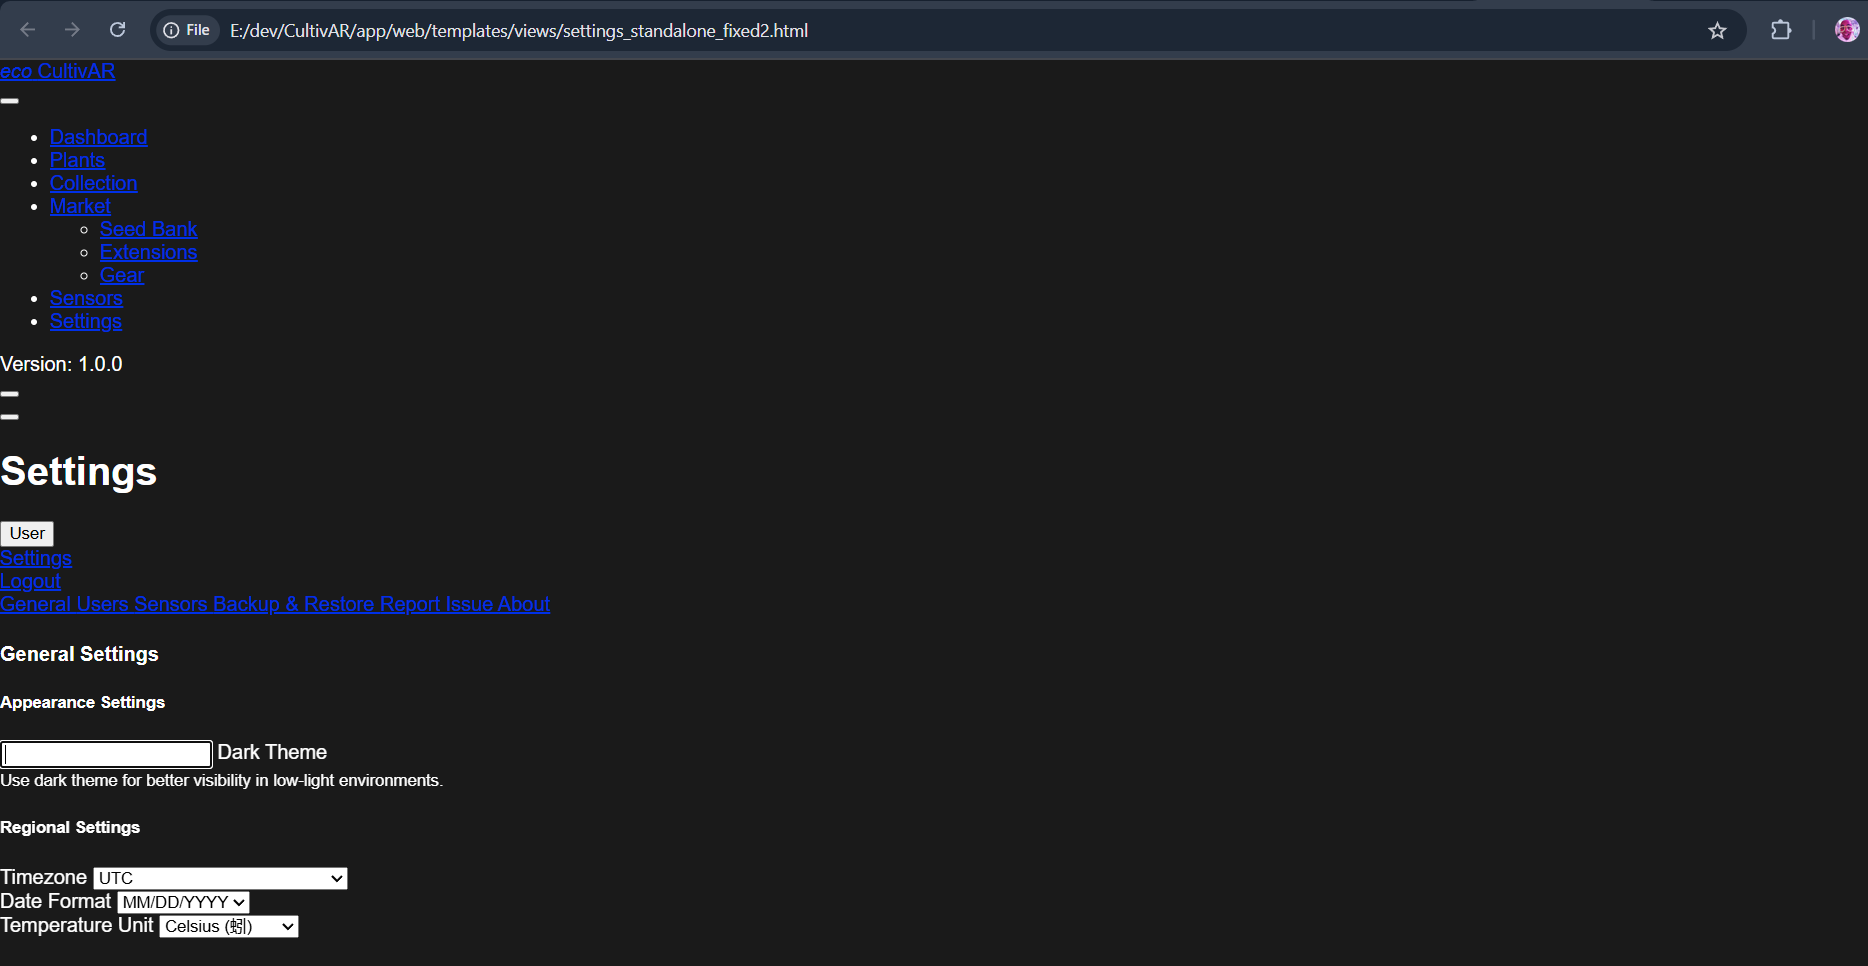 File E:/dev/CultivAR/app/web/templates/views/settings_standalone_fixed2.html
eco CultivAR
Dashboard
Plants
Collection
Market
Seed Bank
Extensions
Gear
Sensors
Settings
Version: 1.0.0
Settings
User
Settings
Logout
General Users Sensors Backup & Restore Report Issue About
General Settings
Appearance Settings
Dark Theme
Use dark theme for better visibility in low-light environments.
Regional Settings
Timezone UTC
Date Format MM/DD/YYYY
Temperature Unit Celsius (蚓)